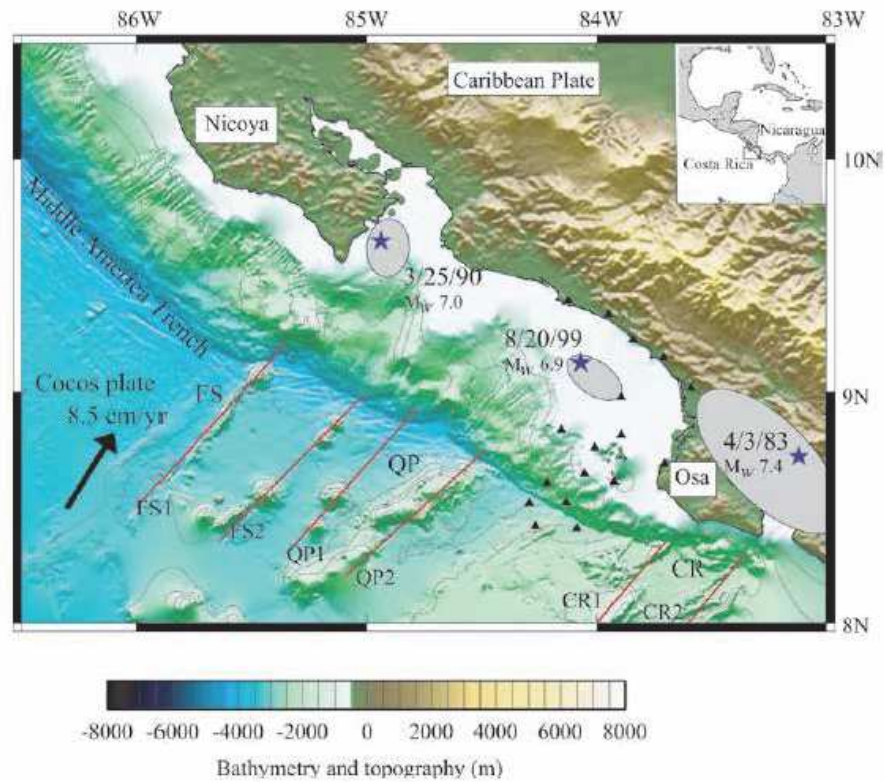 86W 85W 84W 83W
Caribbean Plate
Nicoya
Nicaragua
Costa Rica
10N
Middle America Trench
3/25/90
Mw 7.0
8/20/99
Mw 6.9
Cocos plate
8.5 cm/yr
FS
9N
4/3/83
Mw 7.4
QP
Osa
FS1
FS2
QP1
QP2
CR
CR1
CR2
8N
-8000 -6000 -4000 -2000 0 2000 4000 6000 8000
Bathymetry and topography (m)